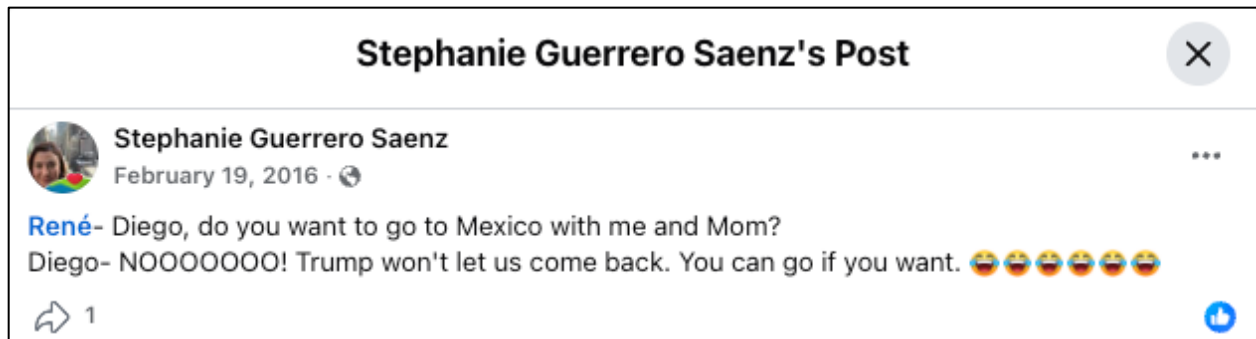 Stephanie Guerrero Saenz's Post
Stephanie Guerrero Saenz
February 19, 2016 ·
René- Diego, do you want to go to Mexico with me and Mom?
Diego- NOOOOOOO! Trump won't let us come back. You can go if you want. 😂😂😂😂😂😂
1